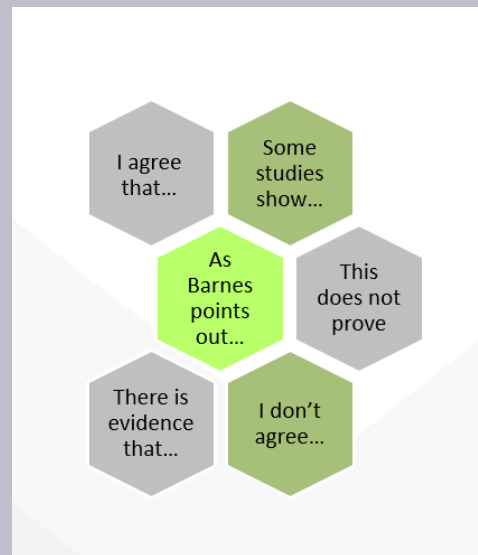 I agree
that…
Some
studies
show…
As
Barnes
points
out…
This
does not
prove
There is
evidence
that…
I don’t
agree…